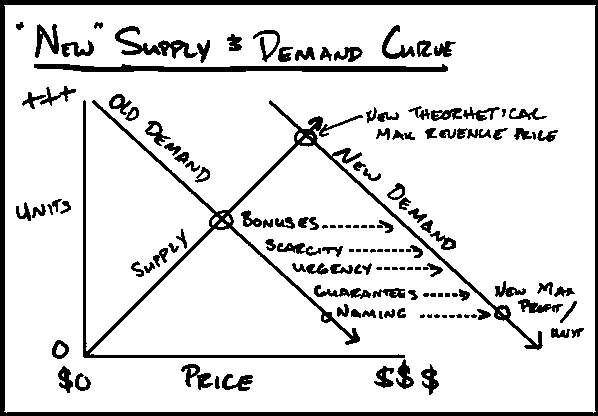 "NEW" SUPPLY & DEMAND CURVE
+++
OLD DEMAND
NEW THEORHETICAL
MAX REVENUE PRICE
NEW DEMAND
UNITS
SUPPLY
BONUSES
SCARCITY
URGENCY
GUARANTEES
NAMING
NEW MAX
PROFIT/
UNIT
0
$0
PRICE
$$$